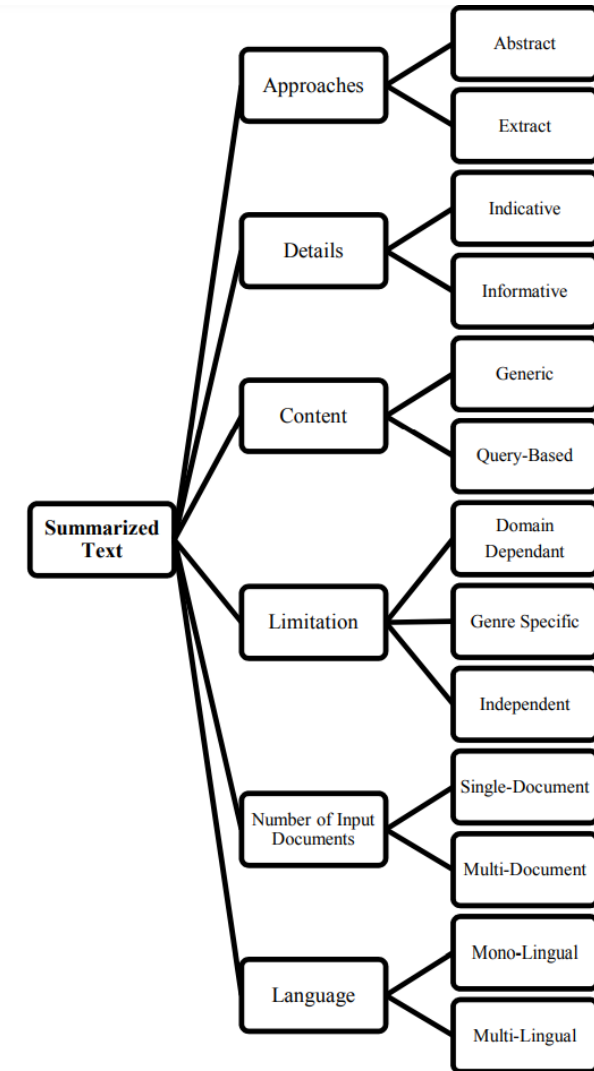 Abstract
Approaches
Extract
Indicative
Details
Informative
Generic
Content
Query-Based
Summarized
Text
Domain
Dependant
Limitation
Genre Specific
Independent
Single-Document
Number of Input
Documents
Multi-Document
Mono-Lingual
Language
Multi-Lingual